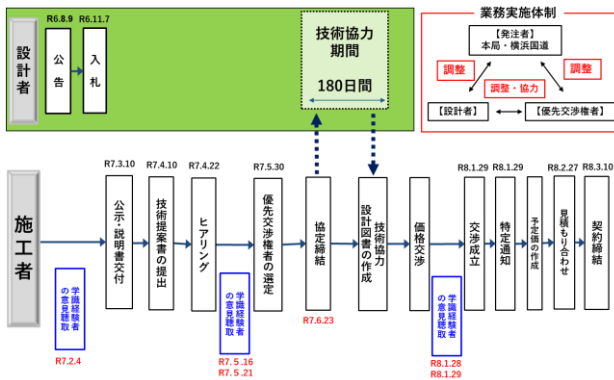 R6.8.9
R6.11.7
設計者
公告
入札
技術協力
期間
180日間
業務実施体制
【発注者】
本局・横浜国道
調整
調整
調整・協力
【設計者】
【優先交渉権者】
施工者
R7.3.10
公示・説明書交付
R7.4.10
技術提案書の提出
R7.4.22
ヒアリング
R7.5.30
優先交渉権者の選定
協定締結
R7.6.23
技術協力
設計図書の作成
価格交渉
R8.1.29
交渉成立
R8.1.29
特定通知
予定価の作成
R8.2.27
見積もり合わせ
R8.3.10
契約締結
学識経験者
の意見聴取
R7.2.4
学識経験者
の意見聴取
R7.5.16
R7.5.21
学識経験者
の意見聴取
R8.1.28
R8.1.29